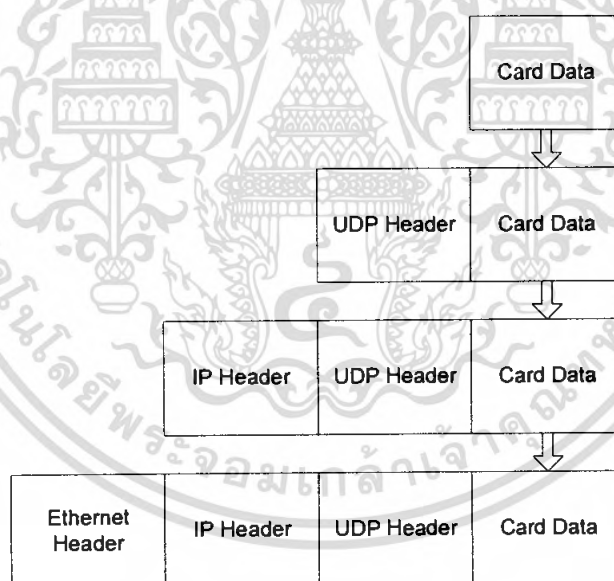 Card Data
UDP Header
Card Data
IP Header
UDP Header
Card Data
Ethernet
Header
IP Header
UDP Header
Card Data